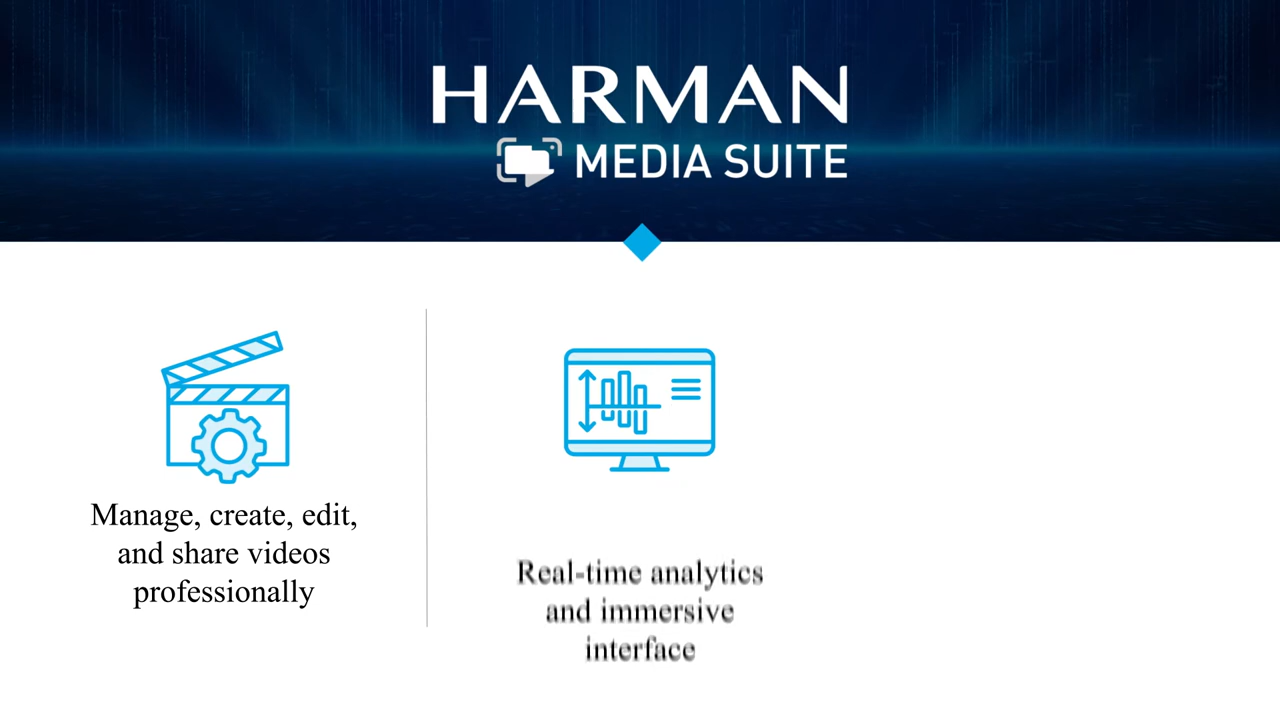 HARMAN
MEDIA SUITE
Manage, create, edit,
and share videos
professionally
Real-time analytics
and immersive
interface